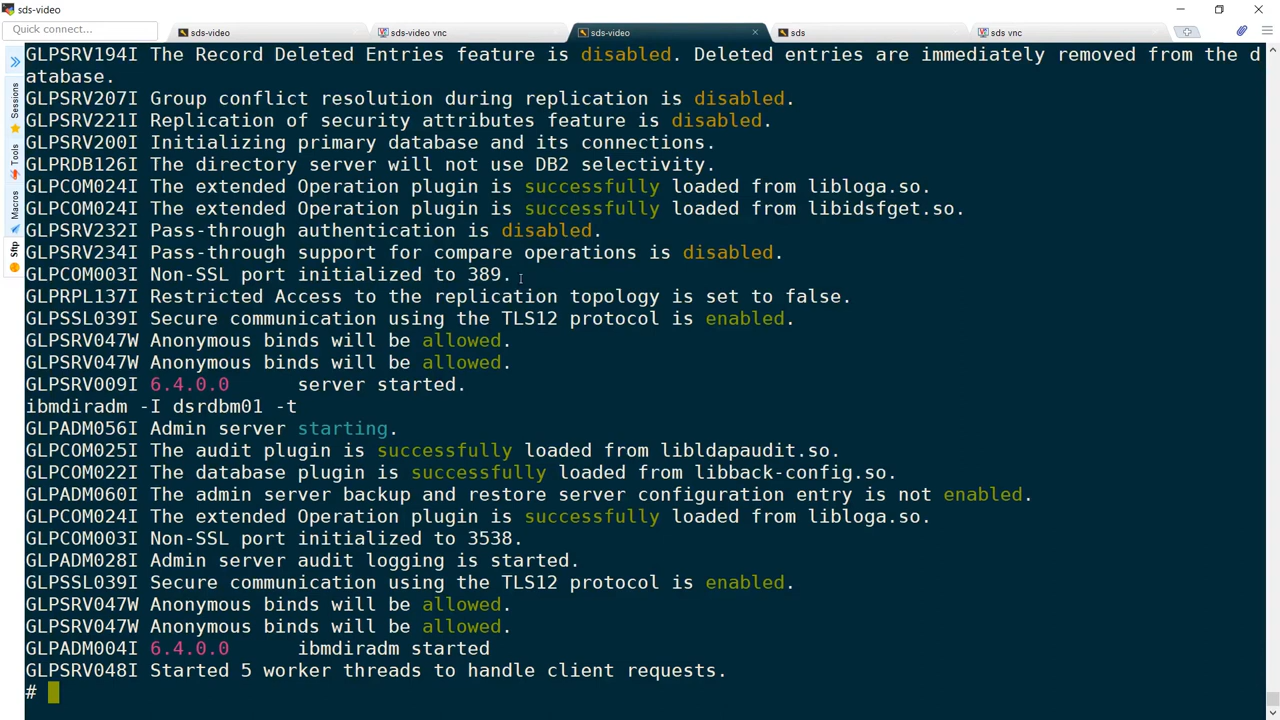 sds-video
Quick connect...
sds-video
sds-video vnc
sds-video
sds
sds vnc
Sessions
Tools
Macros
Sftp
GLPSRV194I The Record Deleted Entries feature is disabled. Deleted entries are immediately removed from the d
atabase.
GLPSRV207I Group conflict resolution during replication is disabled.
GLPSRV221I Replication of security attributes feature is disabled.
GLPSRV200I Initializing primary database and its connections.
GLPRDB126I The directory server will not use DB2 selectivity.
GLPCOM024I The extended Operation plugin is successfully loaded from libloga.so.
GLPCOM024I The extended Operation plugin is successfully loaded from libidsfget.so.
GLPSRV232I Pass-through authentication is disabled.
GLPSRV234I Pass-through support for compare operations is disabled.
GLPCOM003I Non-SSL port initialized to 389.
GLPRPL137I Restricted Access to the replication topology is set to false.
GLPSSL039I Secure communication using the TLS12 protocol is enabled.
GLPSRV047W Anonymous binds will be allowed.
GLPSRV047W Anonymous binds will be allowed.
GLPSRV009I 6.4.0.0      server started.
ibmdiradm -I dsrdbm01 -t
GLPADM056I Admin server starting.
GLPCOM025I The audit plugin is successfully loaded from libldapaudit.so.
GLPCOM022I The database plugin is successfully loaded from libback-config.so.
GLPADM060I The admin server backup and restore server configuration entry is not enabled.
GLPCOM024I The extended Operation plugin is successfully loaded from libloga.so.
GLPCOM003I Non-SSL port initialized to 3538.
GLPADM028I Admin server audit logging is started.
GLPSSL039I Secure communication using the TLS12 protocol is enabled.
GLPSRV047W Anonymous binds will be allowed.
GLPSRV047W Anonymous binds will be allowed.
GLPADM004I 6.4.0.0      ibmdiradm started
GLPSRV048I Started 5 worker threads to handle client requests.
#